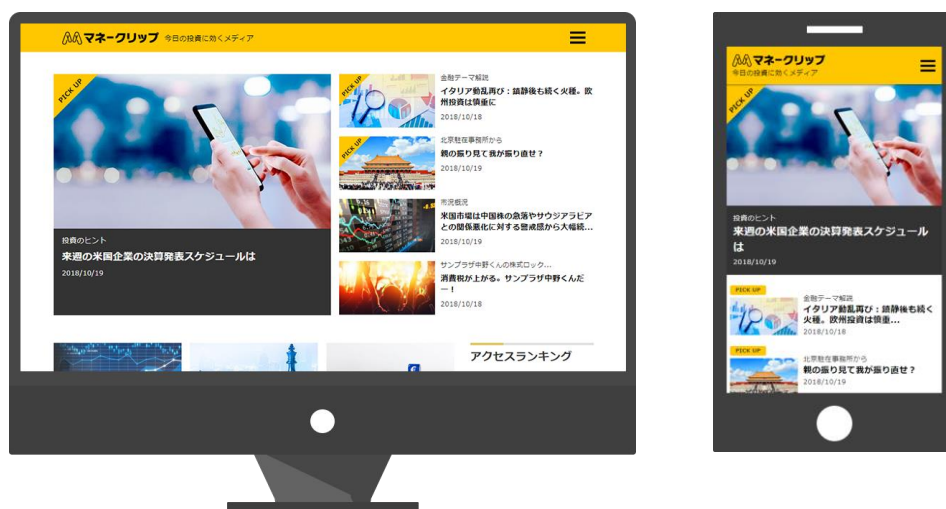 マネークリップ 今日の投資に効くメディア
PICK UP
投資のヒント
来週の米国企業の決算発表スケジュールは
2018/10/19
PICK UP
金融テーマ解説
イタリア動乱再び：鎮静後も続く火種。欧
州投資は慎重に
2018/10/18
PICK UP
北京駐在事務所から
親の振り見て我が振り直せ？
2018/10/19
市況概況
米国市場は中国株の急落やサウジアラビア
との関係悪化に対する警戒感から大幅続...
2018/10/19
サンプラザ中野くんの株式ロック...
消費税が上がる。サンプラザ中野くんだ
ー！
2018/10/18
アクセスランキング
マネークリップ
今日の投資に効くメディア
PICK UP
投資のヒント
来週の米国企業の決算発表スケジュール
は
2018/10/19
PICK UP
金融テーマ解説
イタリア動乱再び：鎮静後も続く
火種。欧州投資は慎重...
2018/10/18
PICK UP
北京駐在事務所から
親の振り見て我が振り直せ？
2018/10/19